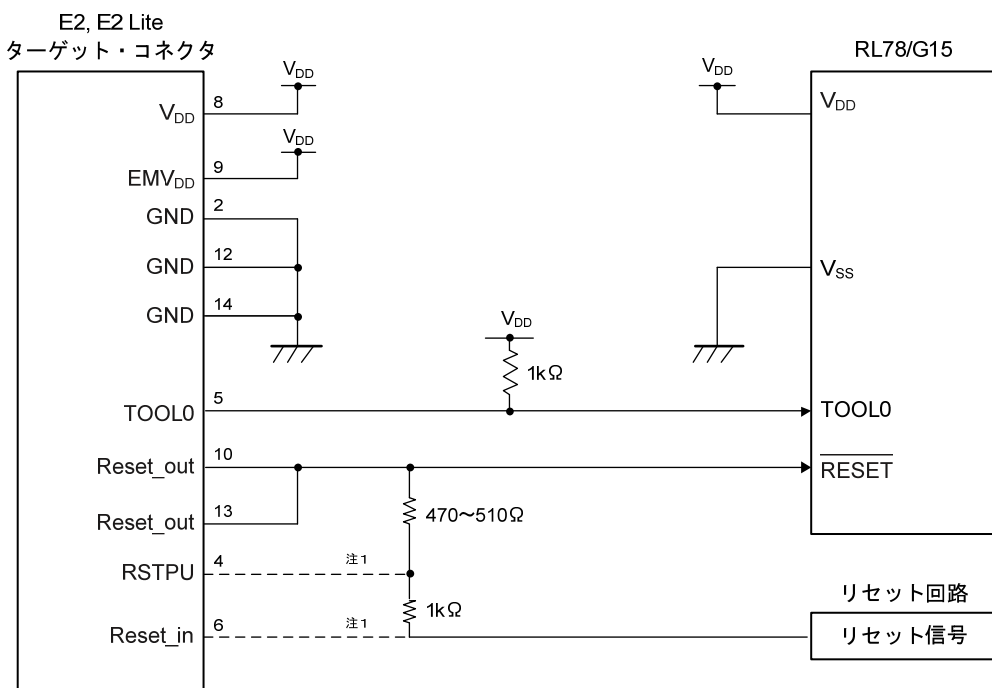 E2, E2 Lite
ターゲット・コネクタ
RL78/G15
VDD
VDD
VDD
8
VDD
VDD
9
EMVDD
2
GND
12
GND
VSS
14
GND
VDD
1kΩ
5
TOOL0
TOOL0
10
Reset_out
RESET
13
Reset_out
470～510Ω
4
RSTPU
注1
リセット回路
1kΩ
6
Reset_in
注1
リセット信号